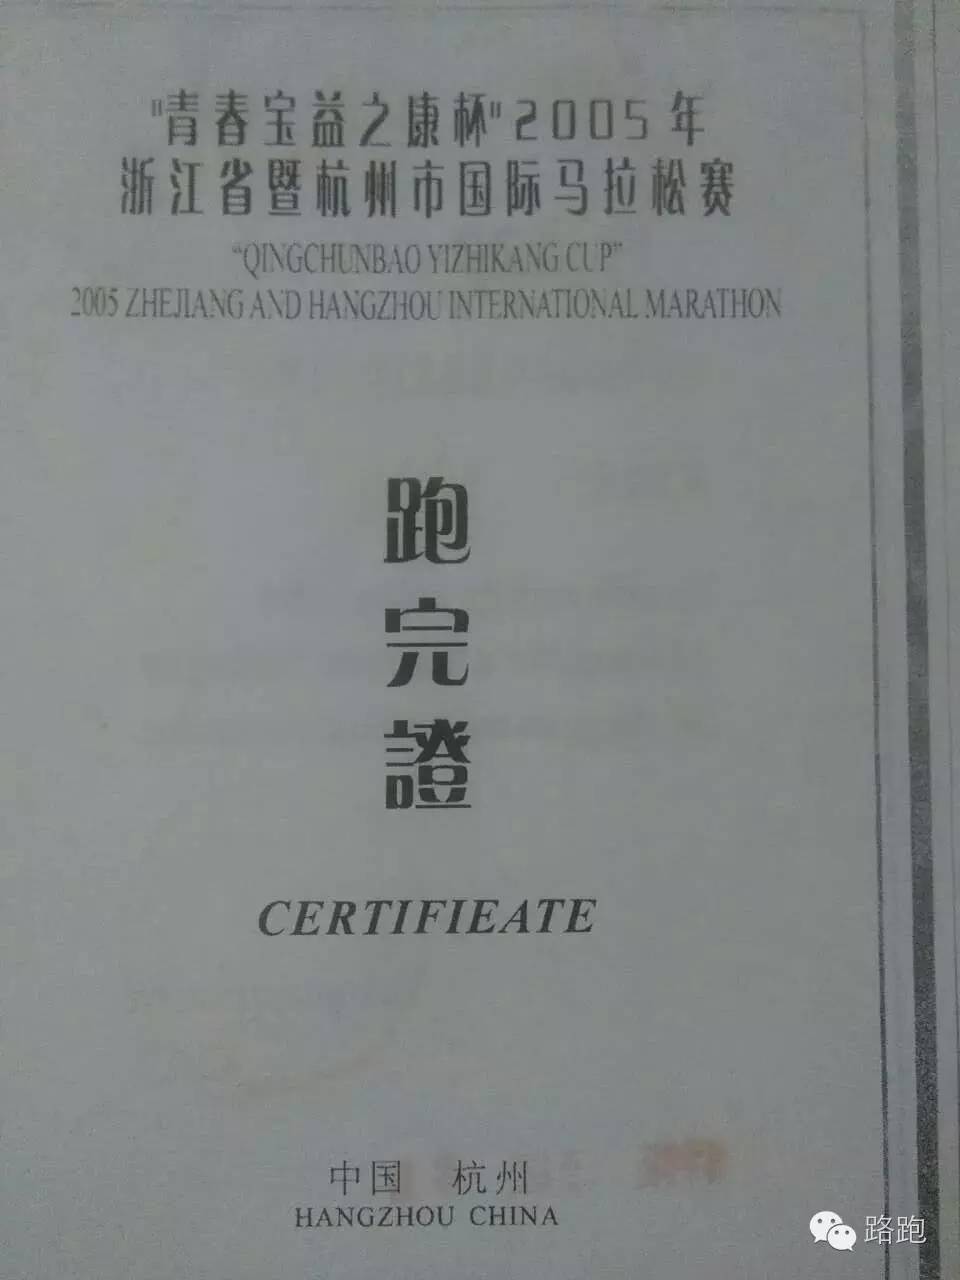 "青春宝益之康杯"2005年
浙江省暨杭州市国际马拉松赛
“QINGCHUNBAO YIZHIKANG CUP”
2005 ZHEJIANG AND HANGZHOU INTERNATIONAL MARATHON
跑
完
證
CERTIFIEATE
中国 杭州
HANGZHOU CHINA
路跑